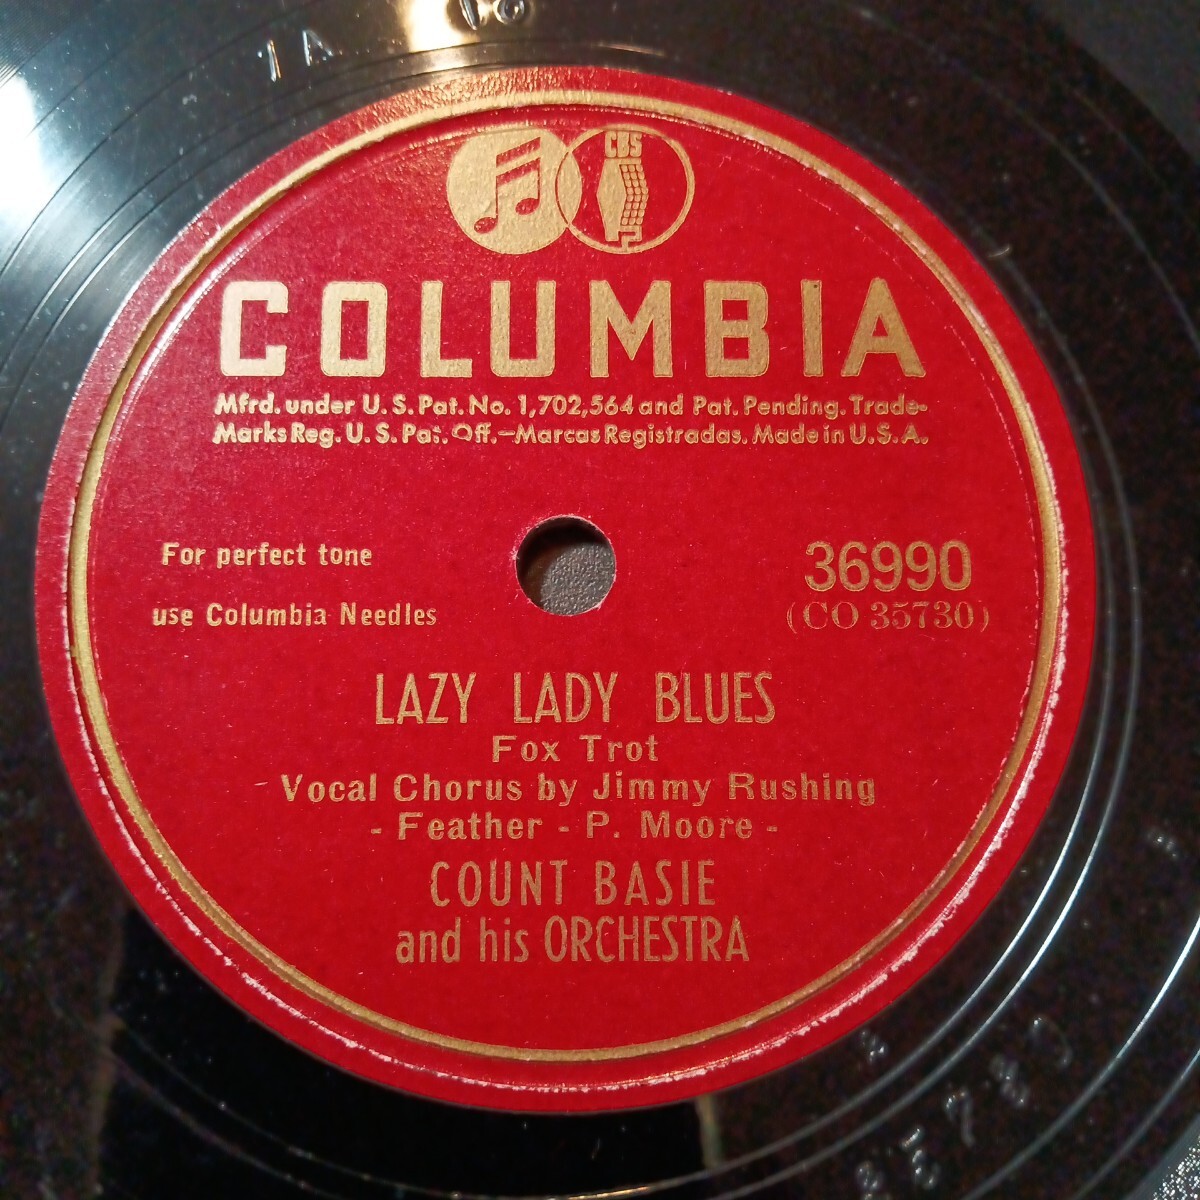 1A 16
CBS
COLUMBIA
Mfrd. under U.S. Pat. No. 1,702,564 and Pat. Pending. Trade-
Marks Reg. U.S. Pat. Off.—Marcas Registradas. Made in U.S.A.
For perfect tone
use Columbia Needles
36990
(CO 35730)
LAZY LADY BLUES
Fox Trot
Vocal Chorus by Jimmy Rushing
- Feather - P. Moore -
COUNT BASIE
and his ORCHESTRA